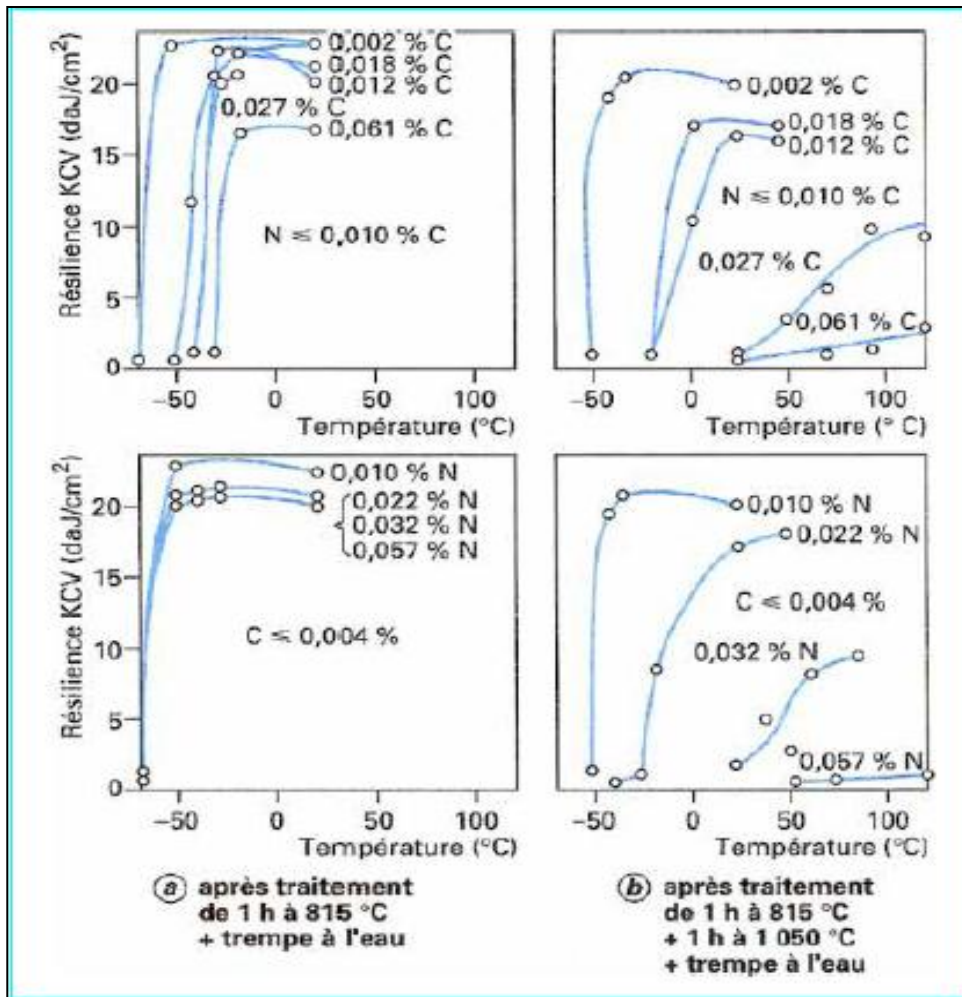 Résilience KCV (daJ/cm²)
20
15
10
5
0
0,002 % C
0,018 % C
0,012 % C
0,027 % C
0,061 % C
N ≤ 0,010 % C
−50 0 50 100
Température (°C)
0,002 % C
0,018 % C
0,012 % C
N ≤ 0,010 % C
0,027 % C
0,061 % C
−50 0 50 100
Température (° C)
Résilience KCV (daJ/cm²)
20
15
10
5
0
0,010 % N
0,022 % N
0,032 % N
0,057 % N
C ≤ 0,004 %
−50 0 50 100
Température (°C)
0,010 % N
0,022 % N
C ≤ 0,004 %
0,032 % N
0,057 % N
−50 0 50 100
Température (°C)
a après traitement
de 1 h à 815 °C
+ trempe à l'eau
b après traitement
de 1 h à 815 °C
+ 1 h à 1 050 °C
+ trempe à l'eau